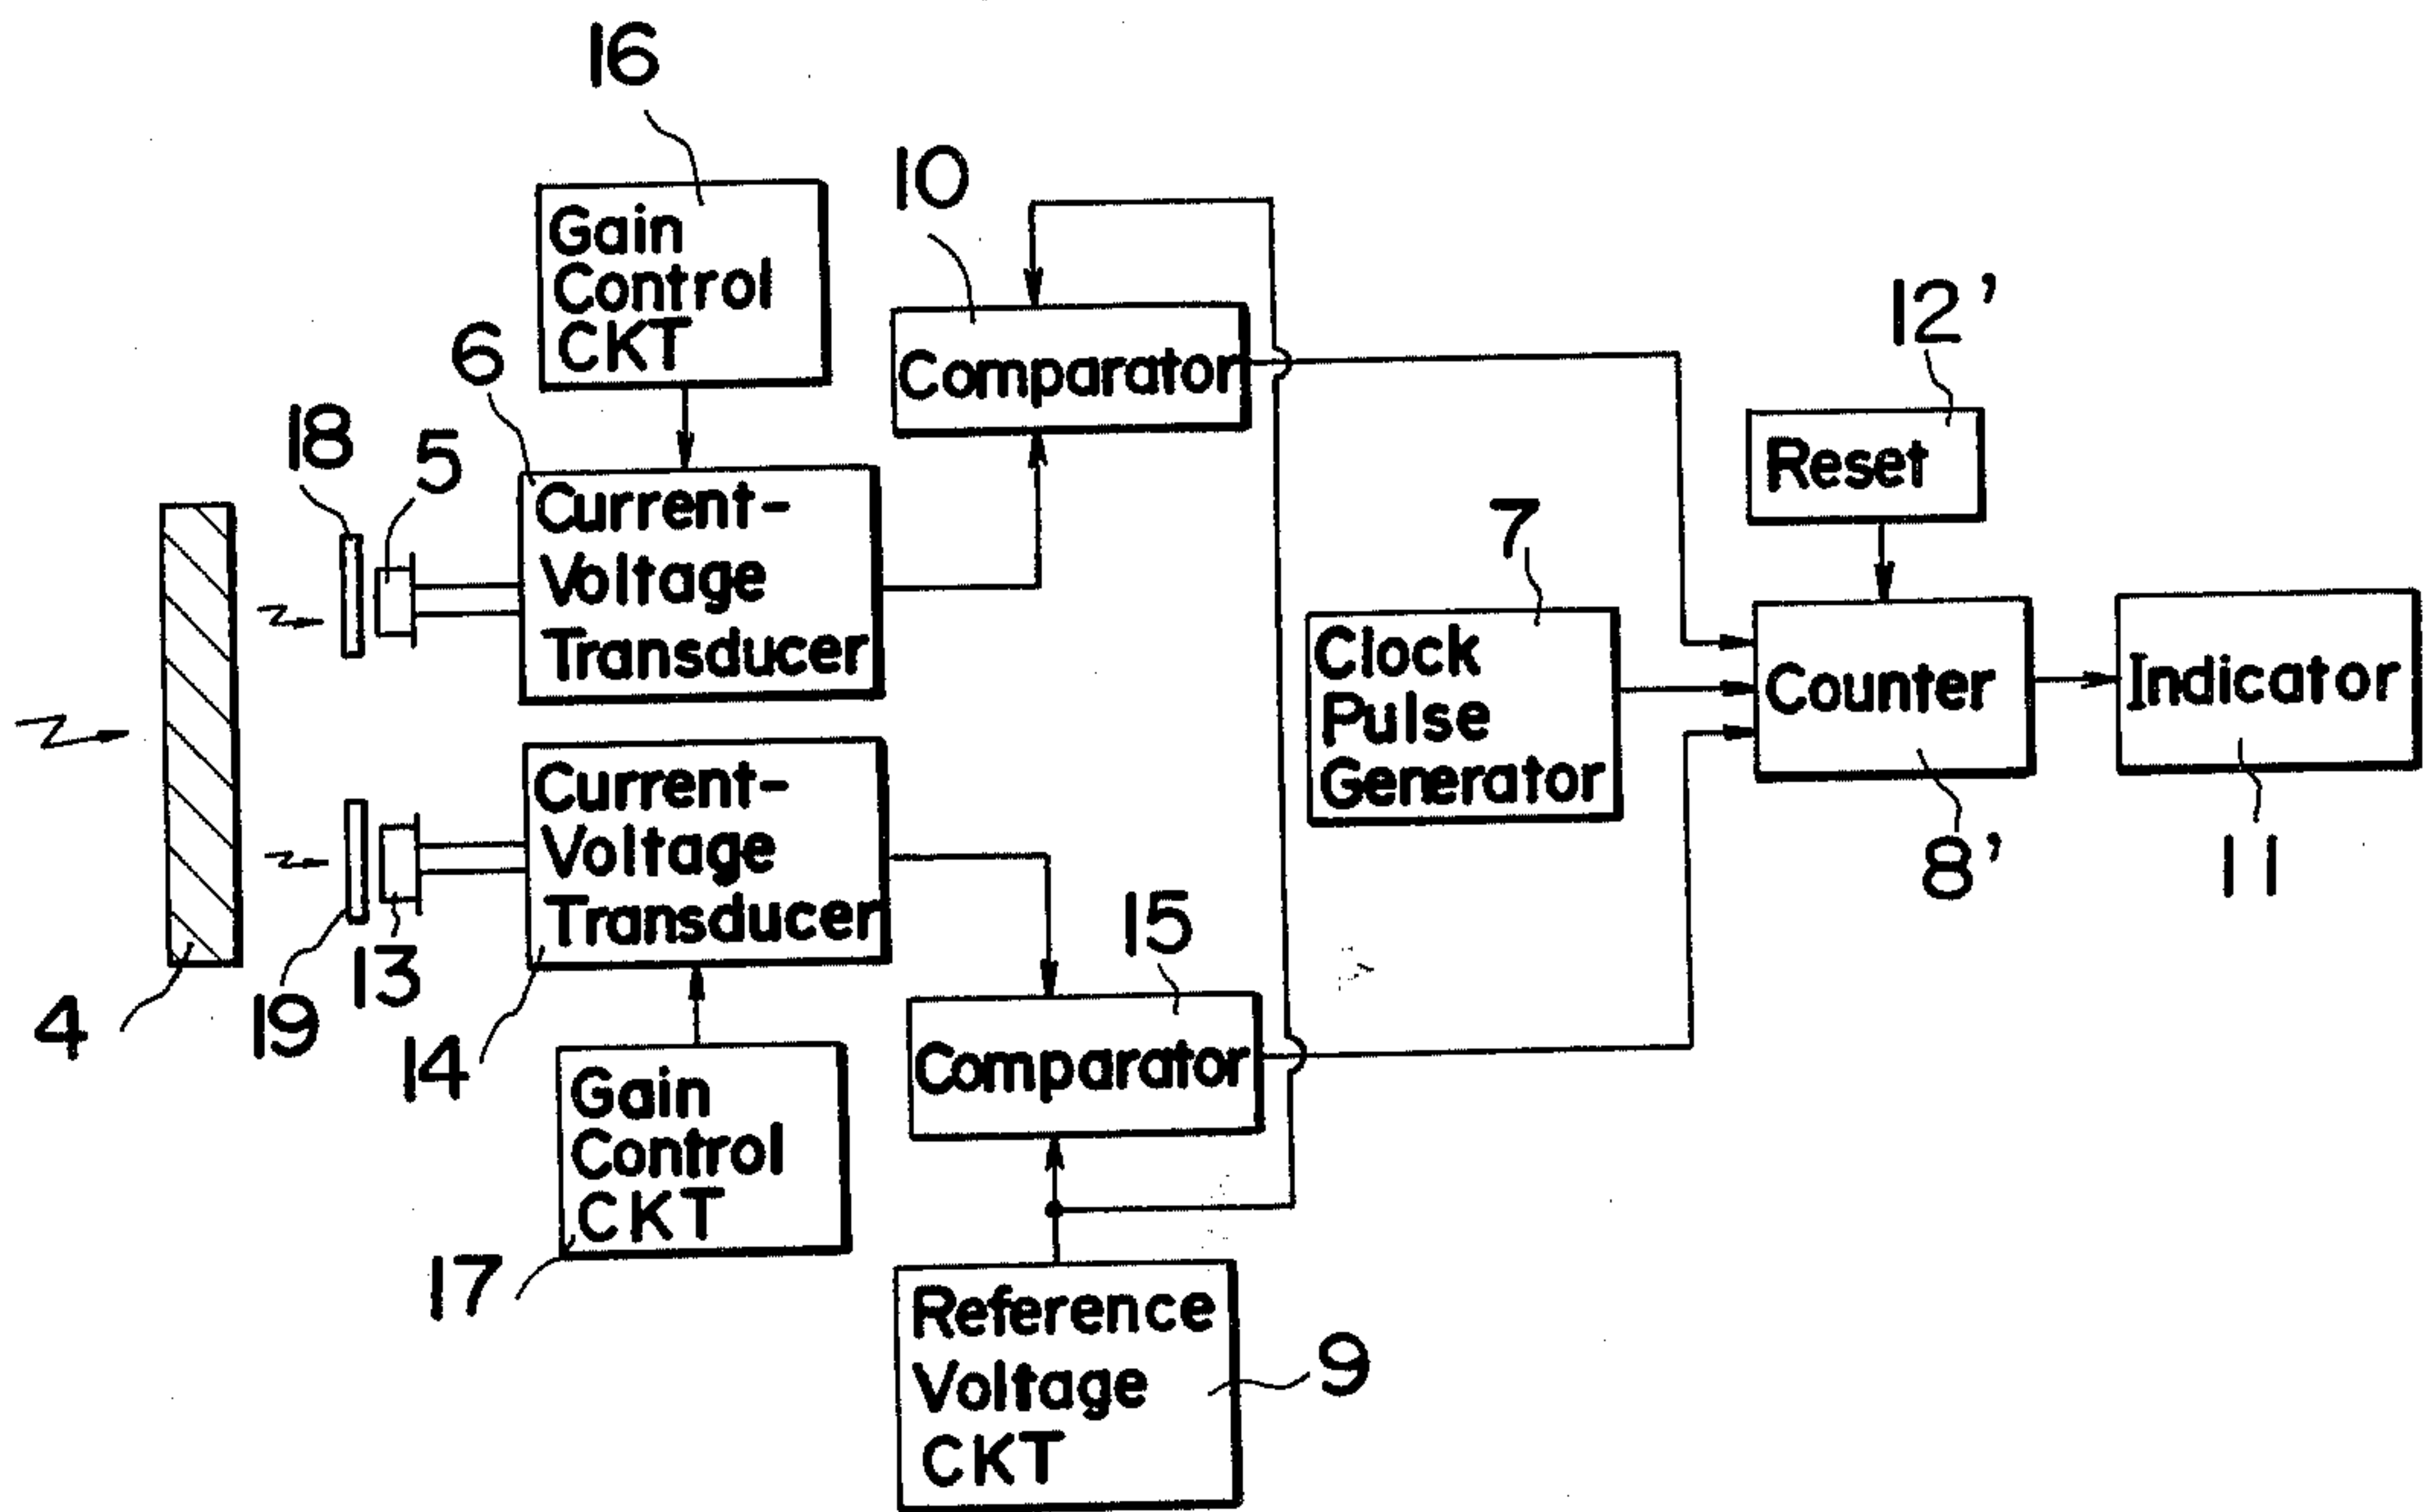 16
Gain
Control
CKT
10
Comparator
12'
Reset
6
18
5
Current-
Voltage
Transducer
7
Clock
Pulse
Generator
Counter
Indicator
8'
11
Current-
Voltage
Transducer
4
19
13
14
15
Comparator
Gain
Control
CKT
17
Reference
Voltage
CKT
9